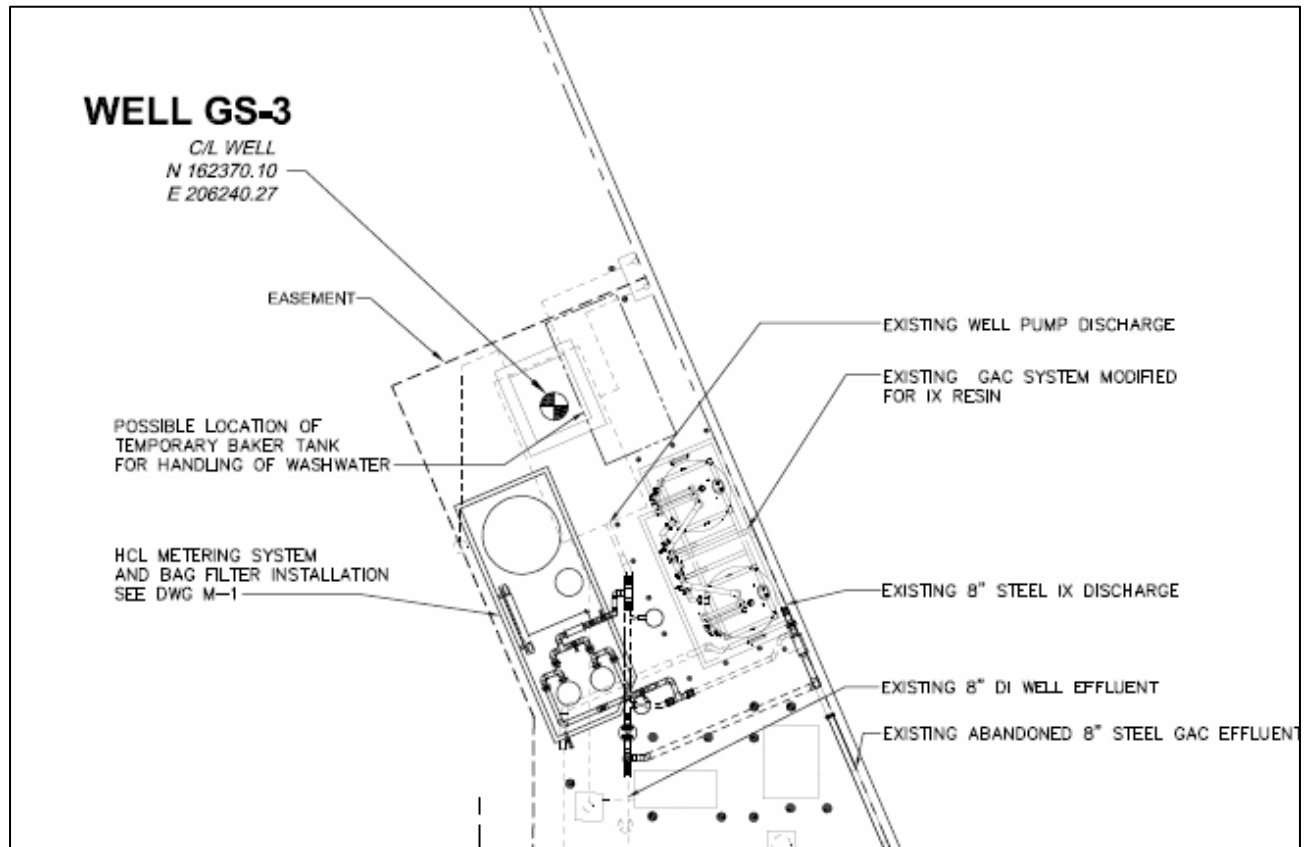 WELL GS-3
C/L WELL
N 162370.10
E 206240.27
EASEMENT
POSSIBLE LOCATION OF
TEMPORARY BAKER TANK
FOR HANDLING OF WASHWATER
HCL METERING SYSTEM
AND BAG FILTER INSTALLATION
SEE DWG M-1
EXISTING WELL PUMP DISCHARGE
EXISTING GAC SYSTEM MODIFIED
FOR IX RESIN
EXISTING 8" STEEL IX DISCHARGE
EXISTING 8" DI WELL EFFLUENT
EXISTING ABANDONED 8" STEEL GAC EFFLUENT